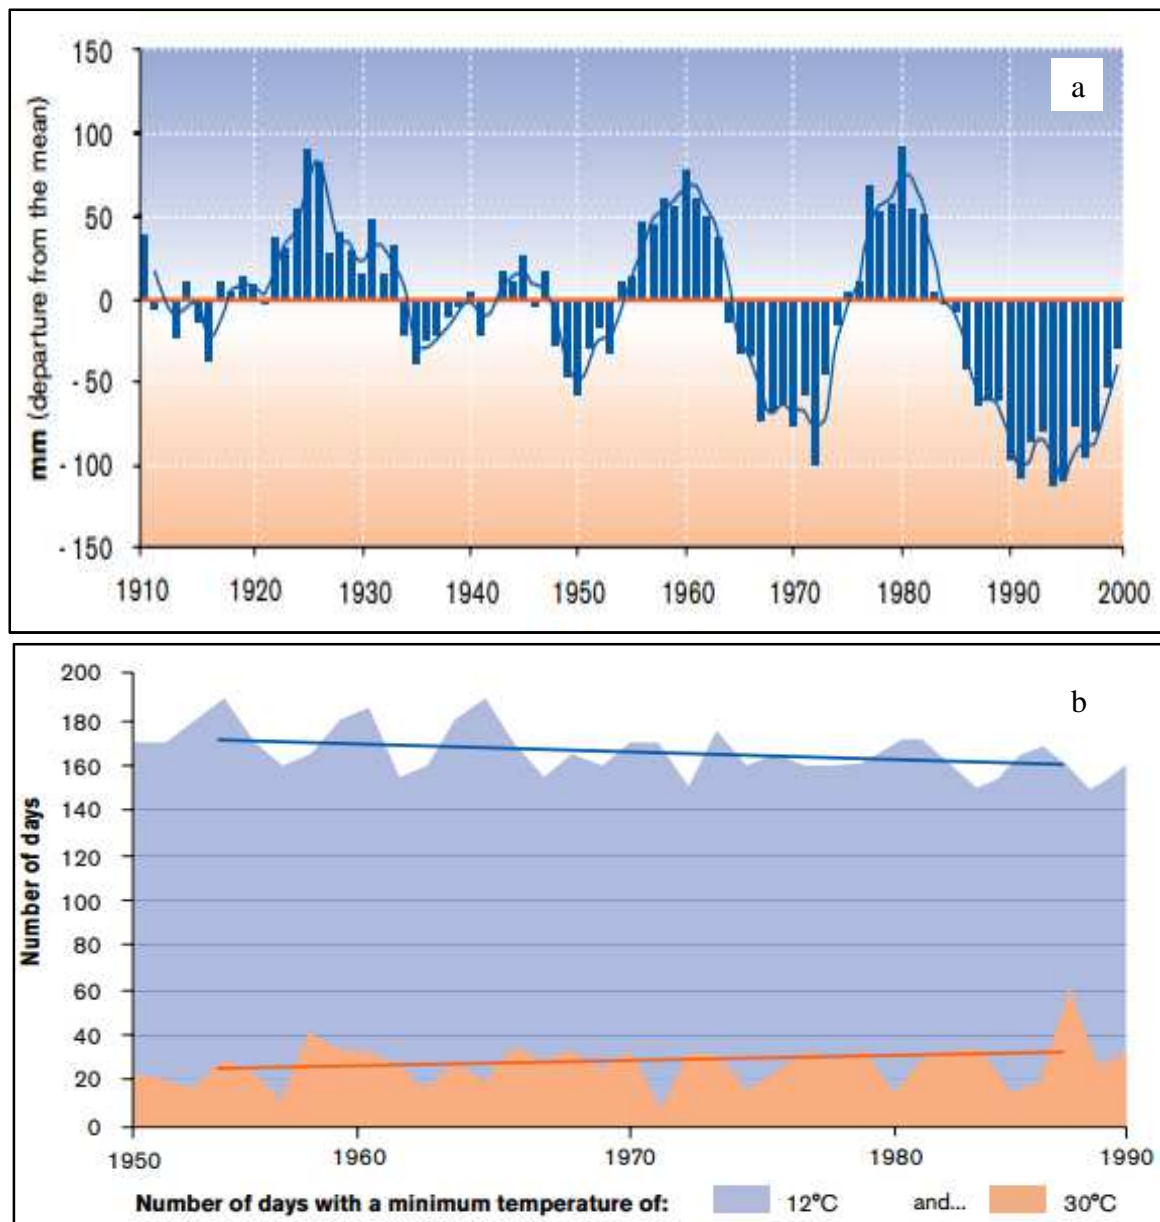 150
a
100
50
0
- 50
- 100
- 150
mm (departure from the mean)
1910 1920 1930 1940 1950 1960 1970 1980 1990 2000
200
b
180
160
140
120
100
80
60
40
20
0
Number of days
1950 1960 1970 1980 1990
Number of days with a minimum temperature of: 12°C and... 30°C